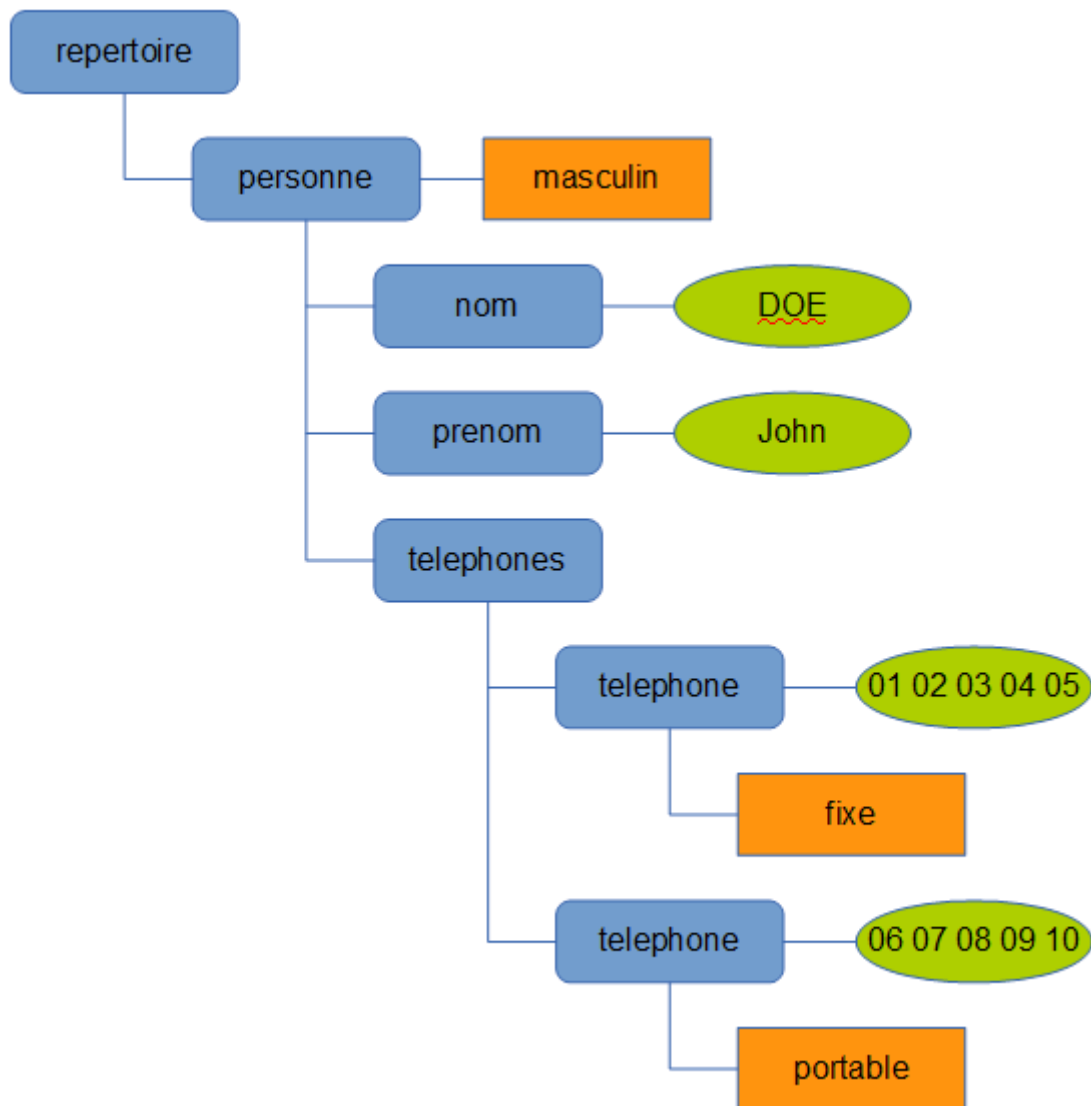 repertoire
personne
masculin
nom
DOE
prenom
John
telephones
telephone
01 02 03 04 05
fixe
telephone
06 07 08 09 10
portable